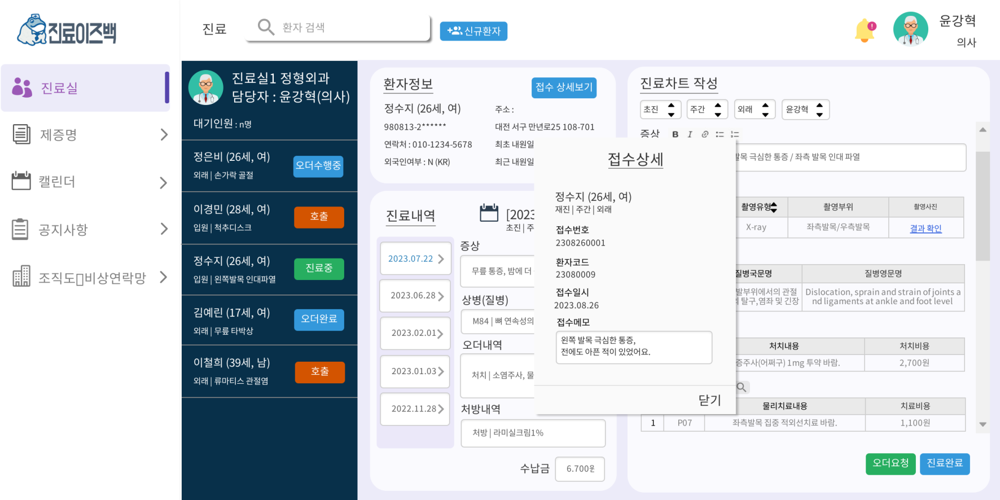 진료이즈백
진료
환자 검색
신규환자
윤강혁
의사
진료실
제증명
캘린더
공지사항
조직도▯비상연락망
진료실1 정형외과
담당자 : 윤강혁(의사)
대기인원 : n명
정은비 (26세, 여)
외래 | 손가락 골절
오더수행중
이경민 (28세, 여)
입원 | 척추디스크
호출
정수지 (26세, 여)
입원 | 왼쪽발목 인대파열
진료중
김예린 (17세, 여)
외래 | 무릎 타박상
오더완료
이철희 (39세, 남)
외래 | 류마티스 관절염
호출
환자정보
접수 상세보기
정수지 (26세, 여)
980813-2******
연락처 : 010-1234-5678
외국인여부 : N (KR)
주소 :
대전 서구 만년로25 108-701
최초 내원일
최근 내원일
진료내역
[2023
초진 | 주
2023.07.22
2023.06.28
2023.02.01
2023.01.03
2022.11.28
증상
무릎 통증, 밤에 더
상병(질병)
M84 | 뼈 연속성의
오더내역
처치 | 소염주사, 물
처방내역
처방 | 라미실크림1%
수납금
6.700원
접수상세
정수지 (26세, 여)
재진 | 주간 | 외래
접수번호
2308260001
환자코드
23080009
접수일시
2023.08.26
접수메모
왼쪽 발목 극심한 통증,
전에도 아픈 적이 있었어요.
닫기
진료차트 작성
초진
주간
외래
윤강혁
증상
B I
발목 극심한 통증 / 좌측 발목 인대 파열
촬영유형
촬영부위
촬영사진
X-ray
좌측발목/우측발목
결과 확인
질병국문명
질병영문명
발부위에서의 관절
탈구,염좌 및 긴장
Dislocation, sprain and strain of joints a
nd ligaments at ankle and foot level
처치내용
처치비용
증주사(어쩌구) 1mg 투약 바람.
2,700원
물리치료내용
치료비용
1
P07
좌측발목 집중 적외선치료 바람.
1,100원
오더요청
진료완료